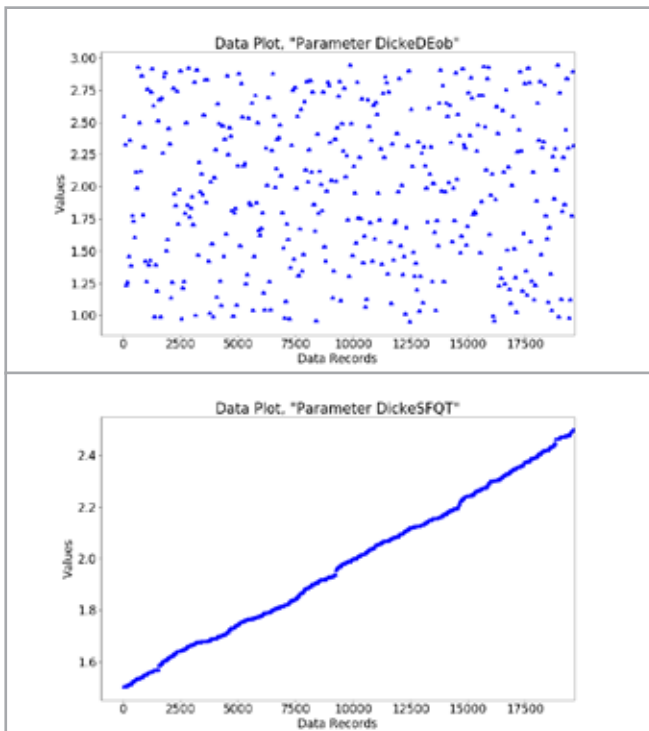 Data Plot, "Parameter DickeDEob"
3.00
2.75
2.50
2.25
2.00
1.75
1.50
1.25
1.00
Values
0 2500 5000 7500 10000 12500 15000 17500
Data Records
Data Plot, "Parameter DickeSFQT"
2.4
2.2
2.0
1.8
1.6
Values
0 2500 5000 7500 10000 12500 15000 17500
Data Records